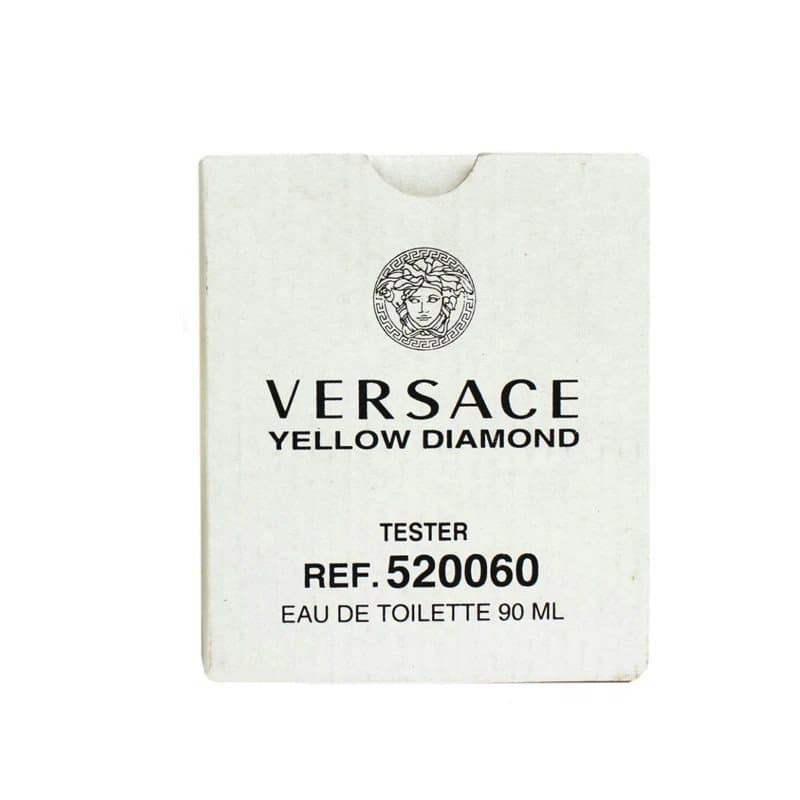 VERSACE
YELLOW DIAMOND
TESTER
REF. 520060
EAU DE TOILETTE 90 ML